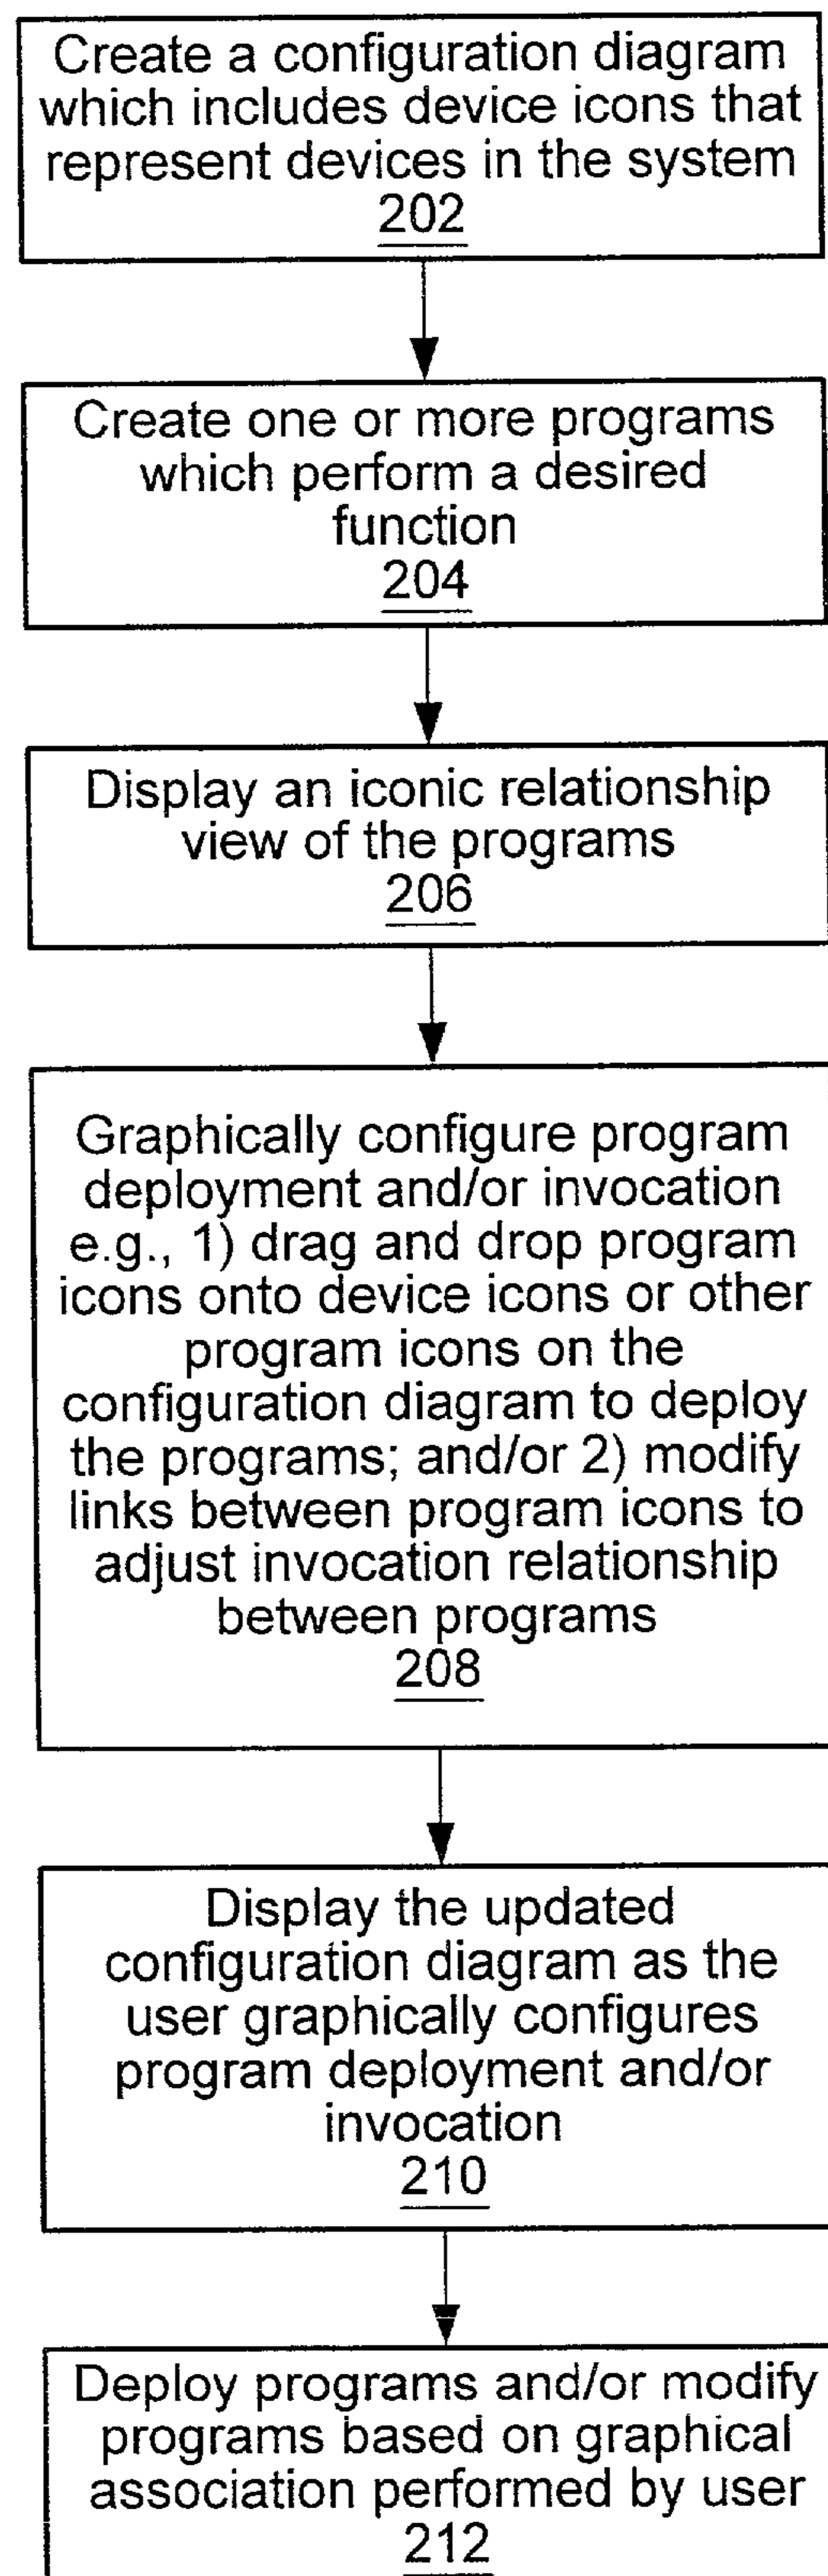 Create a configuration diagram
which includes device icons that
represent devices in the system
202
Create one or more programs
which perform a desired
function
204
Display an iconic relationship
view of the programs
206
Graphically configure program
deployment and/or invocation
e.g., 1) drag and drop program
icons onto device icons or other
program icons on the
configuration diagram to deploy
the programs; and/or 2) modify
links between program icons to
adjust invocation relationship
between programs
208
Display the updated
configuration diagram as the
user graphically configures
program deployment and/or
invocation
210
Deploy programs and/or modify
programs based on graphical
association performed by user
212